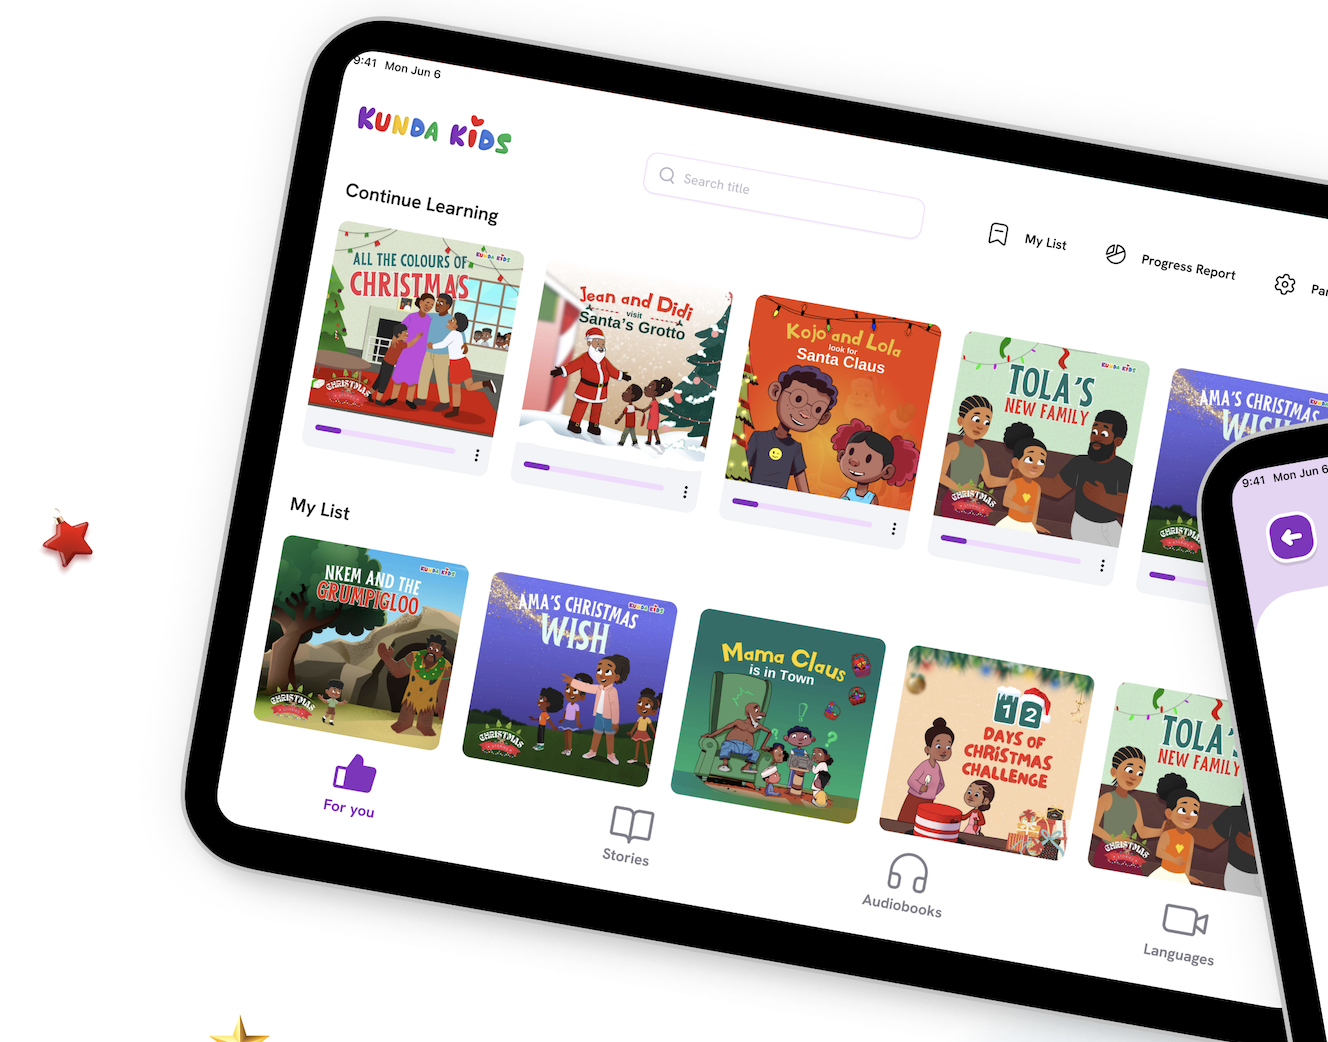 9:41 Mon Jun 6
KUNDA KiDS
Search title
My List
Progress Report
Continue Learning
KUNDA KiDS
ALL THE COLOURS OF
CHRISTMAS
CHRISTMAS
Jean and Didi
visit
Santa's Grotto
Kojo and Lola
look for
Santa Claus
KUNDA KiDS
TOLA'S
NEW FAMILY
CHRISTMAS
AMA'S CHRISTMAS
WISH
CHRISTMAS
My List
KUNDA KiDS
NKEM AND THE
GRUMPIGLOO
CHRISTMAS
STORIES
KUNDA KiDS
AMA'S CHRISTMAS
WISH
CHRISTMAS
Mama Claus
is in Town
12
DAYS OF
CHRiSTMAS
CHALLENGE
TOLA'
NEW FAMILY
CHRISTMAS
For you
Stories
Audiobooks
Languages
9:41 Mon Jun 6